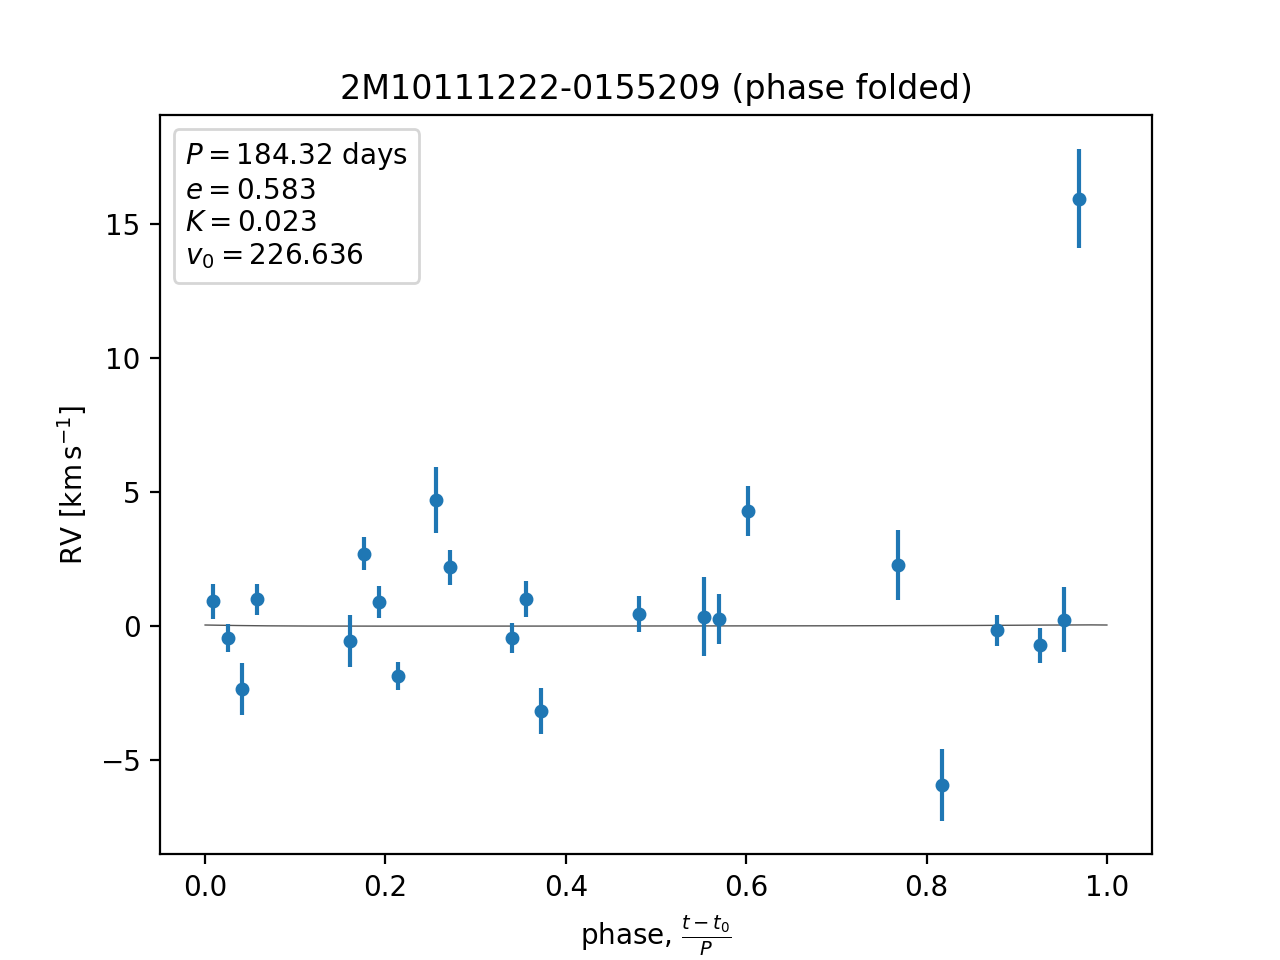 2M10111222-0155209 (phase folded)
P = 184.32 days
e = 0.583
K = 0.023
v₀ = 226.636
15
10
5
0
−5
RV [km s⁻¹]
0.0 0.2 0.4 0.6 0.8 1.0
phase, (t − t₀)/P